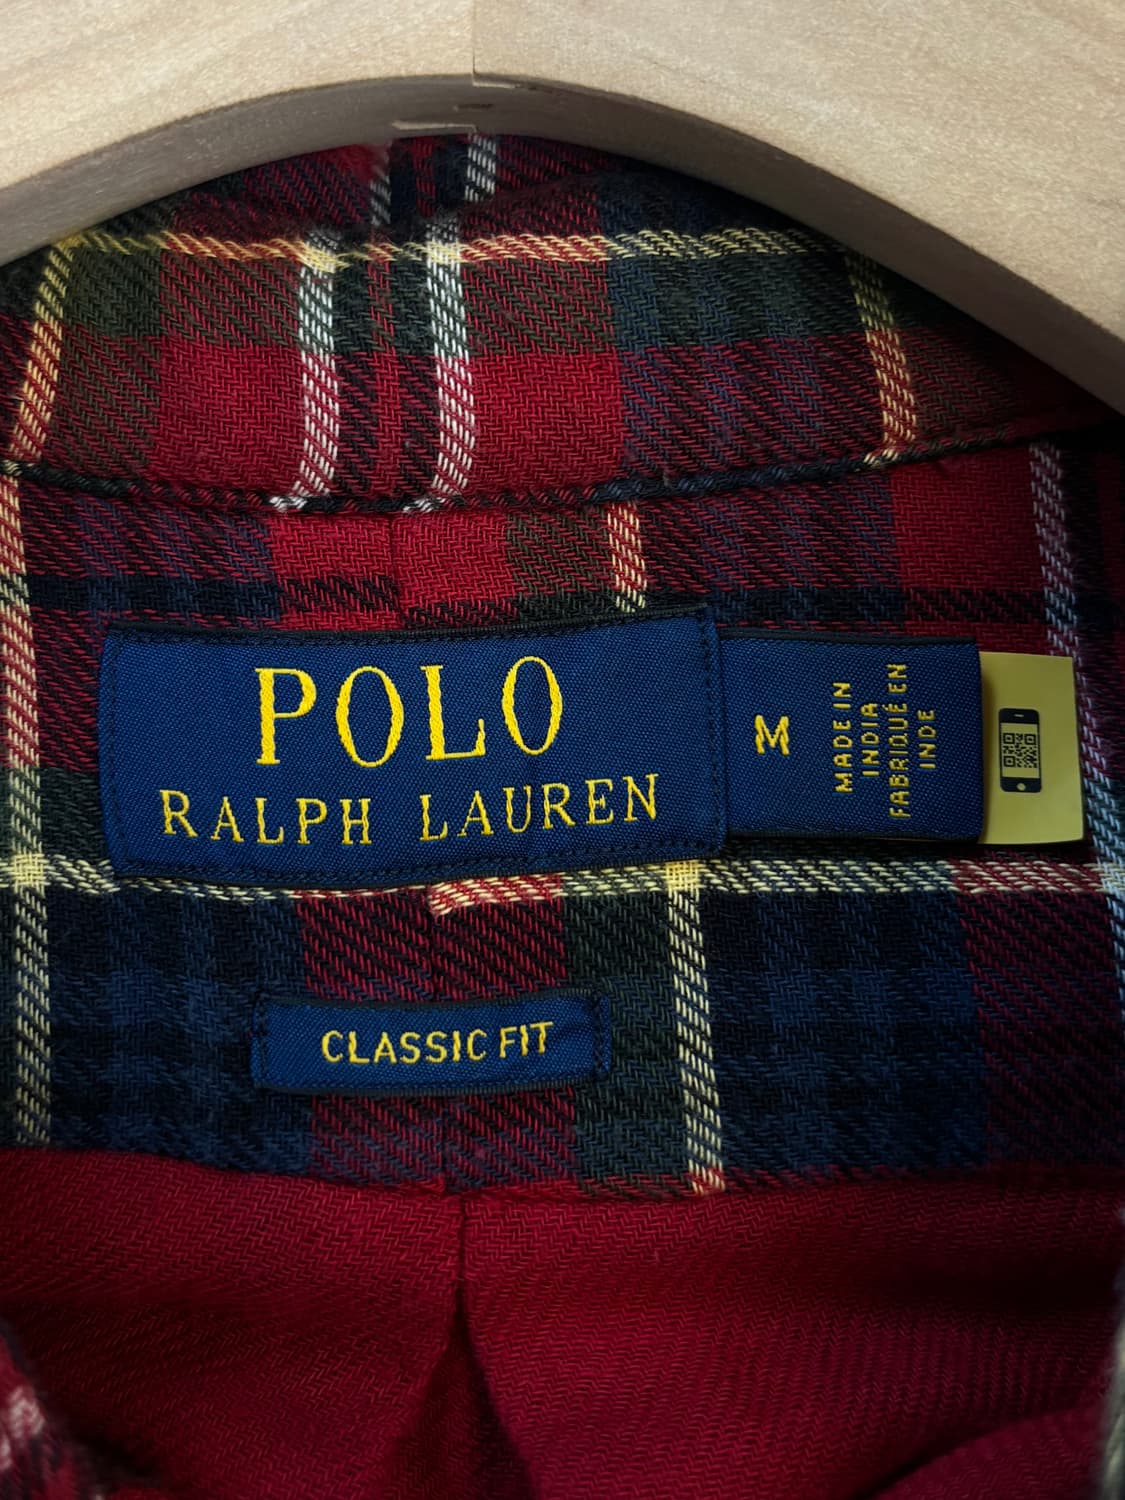 POLO
RALPH LAUREN
M
MADE IN
INDIA
FABRIQUÉ EN
INDE
CLASSIC FIT